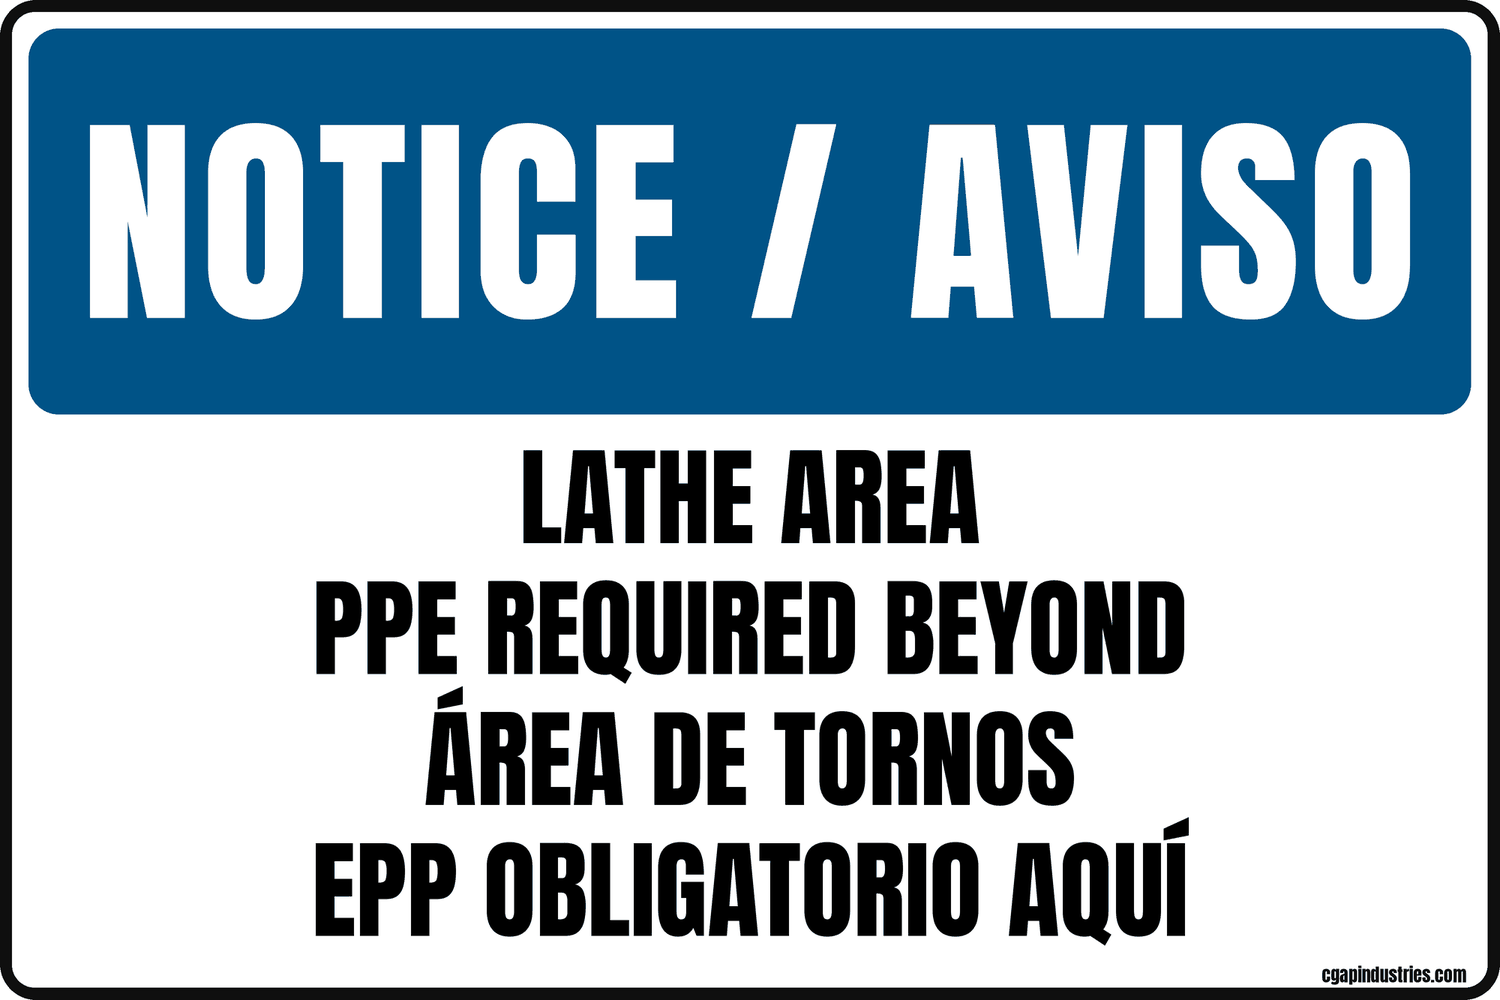 NOTICE / AVISO
LATHE AREA
PPE REQUIRED BEYOND
ÁREA DE TORNOS
EPP OBLIGATORIO AQUÍ
cgapindustries.com